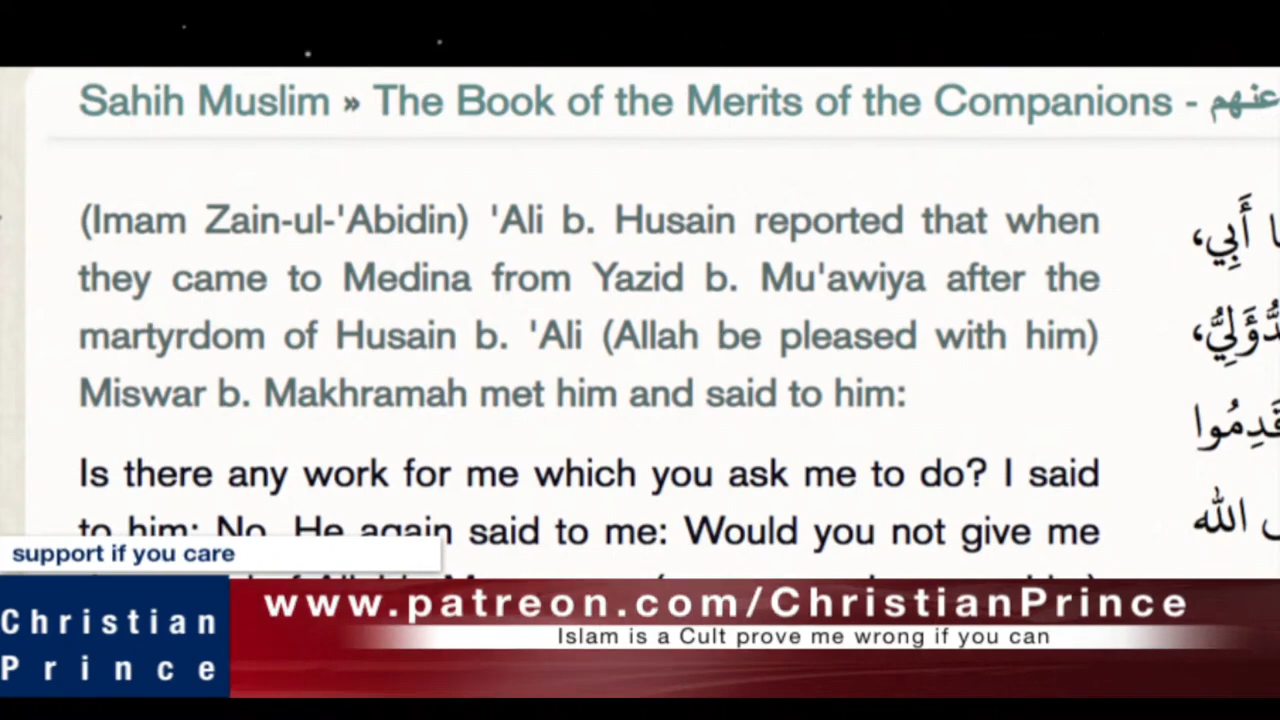 Sahih Muslim » The Book of the Merits of the Companions - عنهم
(Imam Zain-ul-'Abidin) 'Ali b. Husain reported that when
they came to Medina from Yazid b. Mu'awiya after the
martyrdom of Husain b. 'Ali (Allah be pleased with him)
Miswar b. Makhramah met him and said to him:
Is there any work for me which you ask me to do? I said
to him: No. He again said to me: Would you not give me
أَبِي،
الله
support if you care
Christian
Prince
www.patreon.com/ChristianPrince
Islam is a Cult prove me wrong if you can